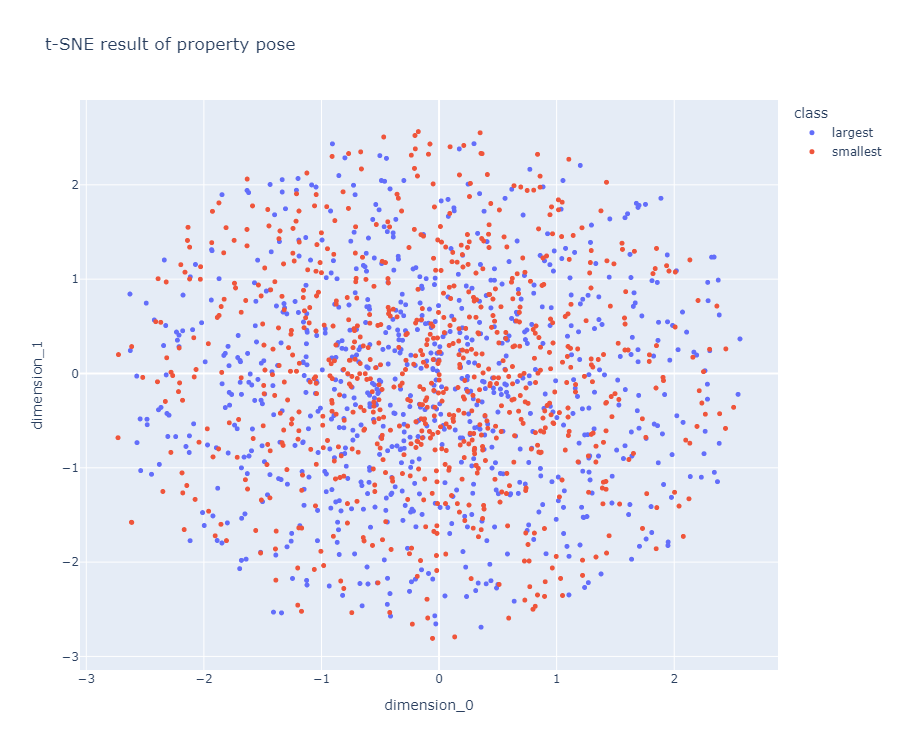 t-SNE result of property pose
class
largest
smallest
2
1
0
−1
−2
−3
dimension_1
−3
−2
−1
0
1
2
dimension_0